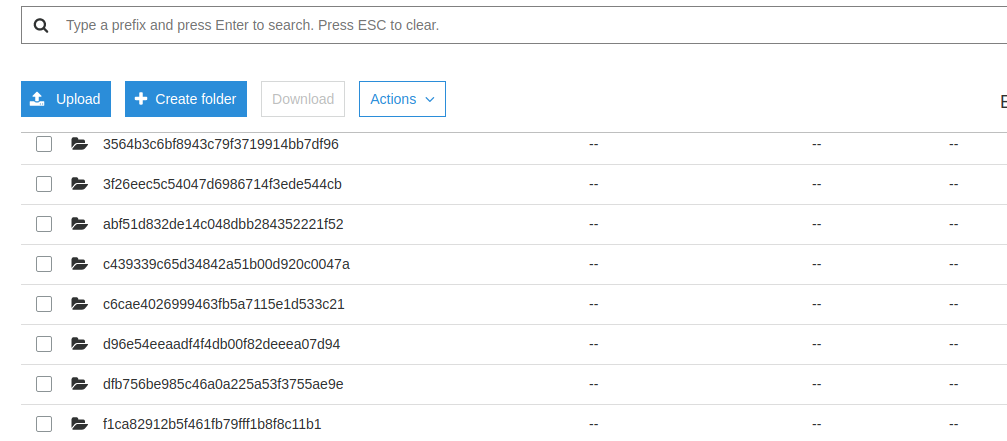 Type a prefix and press Enter to search. Press ESC to clear.
Upload Create folder Download Actions
3564b3c6bf8943c79f3719914bb7df96 -- -- --
3f26eec5c54047d6986714f3ede544cb -- -- --
abf51d832de14c048dbb284352221f52 -- -- --
c439339c65d34842a51b00d920c0047a -- -- --
c6cae4026999463fb5a7115e1d533c21 -- -- --
d96e54eeaadf4f4db00f82deeea07d94 -- -- --
dfb756be985c46a0a225a53f3755ae9e -- -- --
f1ca82912b5f461fb79fff1b8f8c11b1 -- -- --